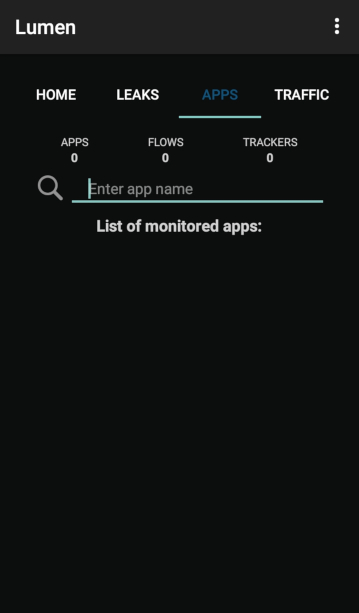 Lumen
HOME LEAKS APPS TRAFFIC
APPS FLOWS TRACKERS
0 0 0
Enter app name
List of monitored apps: